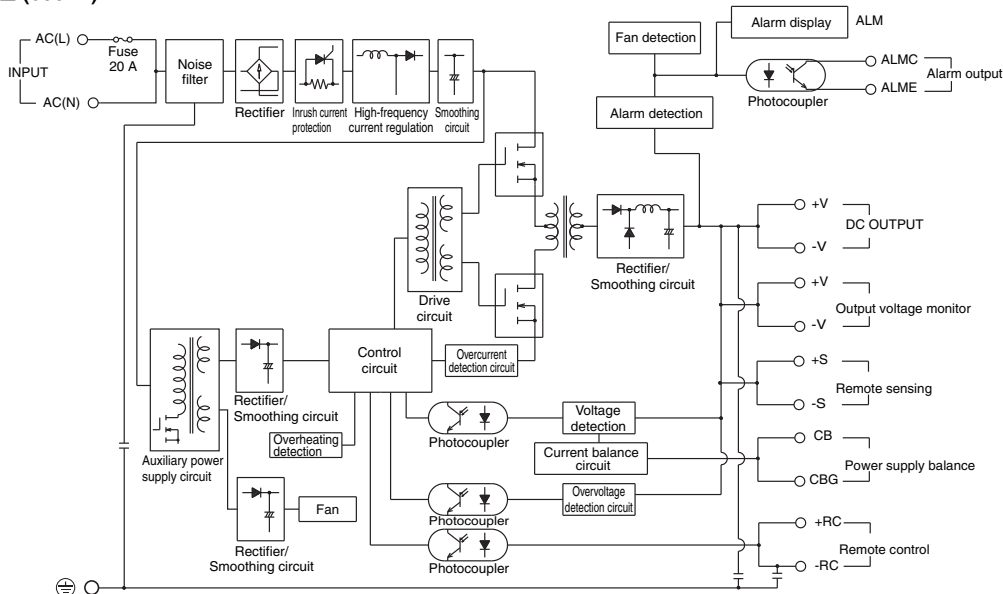 AC(L)
Fuse
20 A
INPUT
AC(N)
Noise
filter
Rectifier
Inrush current
protection
High-frequency
current regulation
Smoothing
circuit
Fan detection
Alarm display
ALM
Photocoupler
ALMC
ALME
Alarm output
Alarm detection
Drive
circuit
Rectifier/
Smoothing circuit
+V
-V
DC OUTPUT
+V
-V
Output voltage monitor
+S
-S
Remote sensing
CB
CBG
Power supply balance
+RC
-RC
Remote control
Auxiliary power
supply circuit
Rectifier/
Smoothing circuit
Control
circuit
Overcurrent
detection circuit
Overheating
detection
Photocoupler
Voltage
detection
Current balance
circuit
Rectifier/
Smoothing circuit
Fan
Photocoupler
Overvoltage
detection circuit
Photocoupler